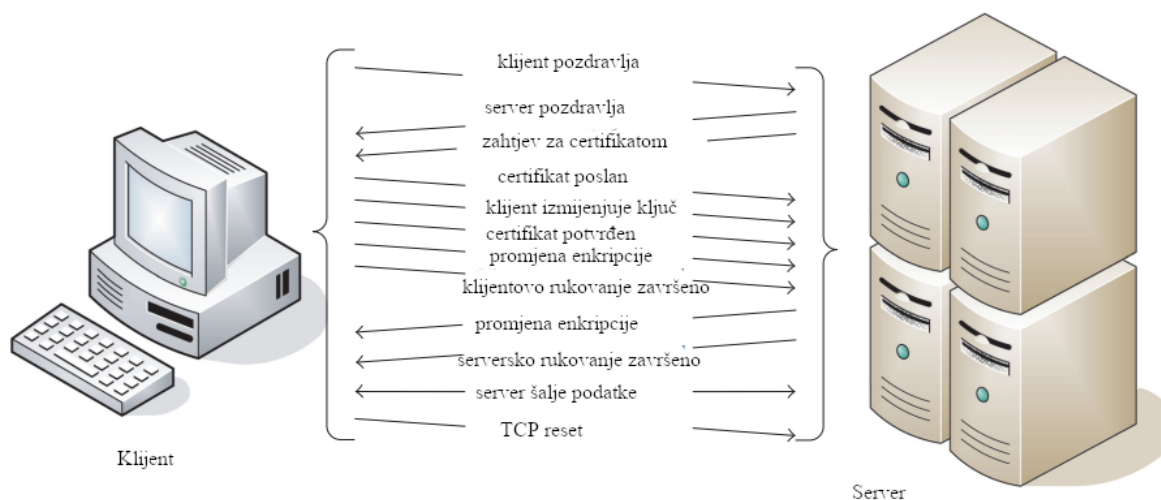 klijent pozdravlja
server pozdravlja
zahtjev za certifikatom
certifikat poslan
klijent izmijenjuje ključ
certifikat potvrđen
promjena enkripcije
klijentovo rukovanje završeno
promjena enkripcije
serversko rukovanje završeno
server šalje podatke
TCP reset
Klijent
Server